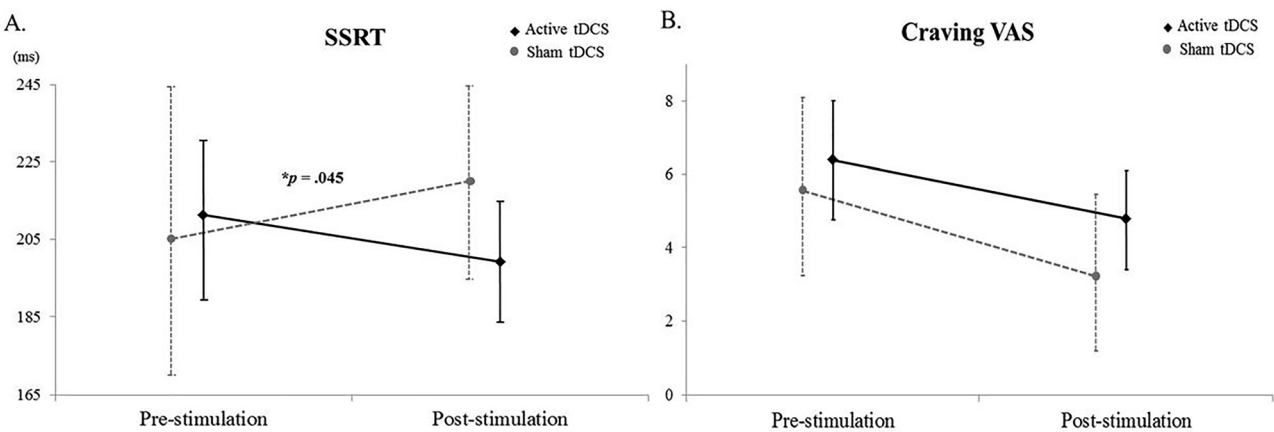 A.
SSRT
Active tDCS
Sham tDCS
(ms)
245
225
205
185
165
*p = .045
Pre-stimulation
Post-stimulation
B.
Craving VAS
Active tDCS
Sham tDCS
8
6
4
2
0
Pre-stimulation
Post-stimulation